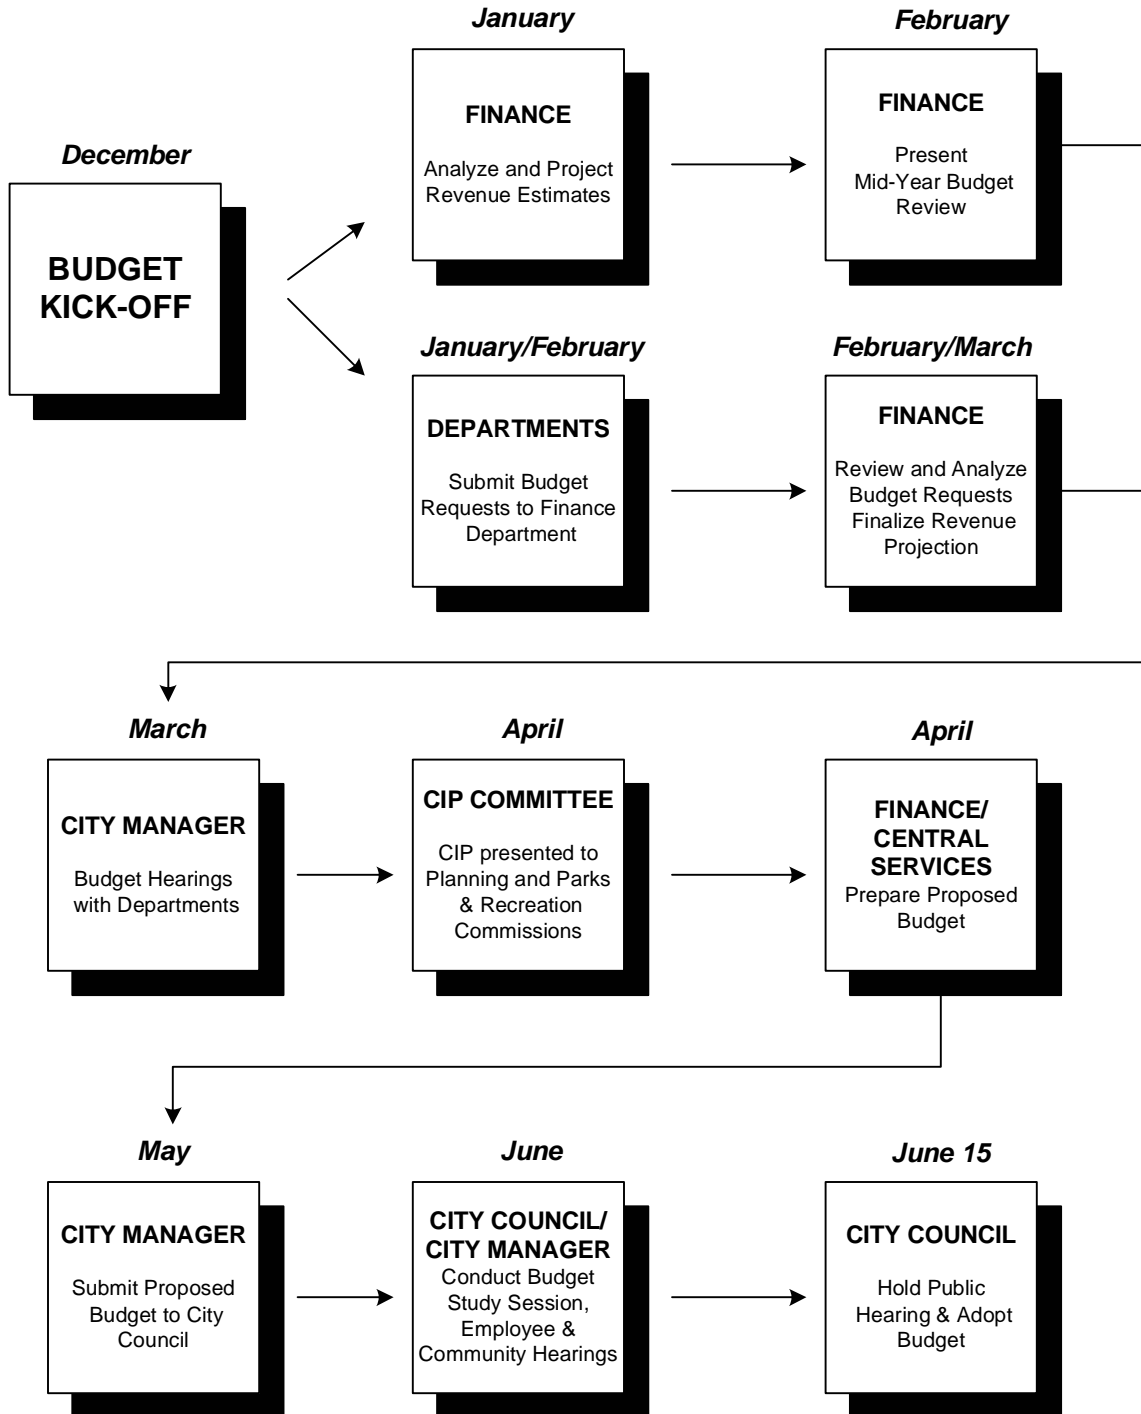 December
BUDGET
KICK-OFF
January
FINANCE
Analyze and Project
Revenue Estimates
February
FINANCE
Present
Mid-Year Budget
Review
January/February
DEPARTMENTS
Submit Budget
Requests to Finance
Department
February/March
FINANCE
Review and Analyze
Budget Requests
Finalize Revenue
Projection
March
CITY MANAGER
Budget Hearings
with Departments
April
CIP COMMITTEE
CIP presented to
Planning and Parks
& Recreation
Commissions
April
FINANCE/
CENTRAL
SERVICES
Prepare Proposed
Budget
May
CITY MANAGER
Submit Proposed
Budget to City
Council
June
CITY COUNCIL/
CITY MANAGER
Conduct Budget
Study Session,
Employee &
Community Hearings
June 15
CITY COUNCIL
Hold Public
Hearing & Adopt
Budget